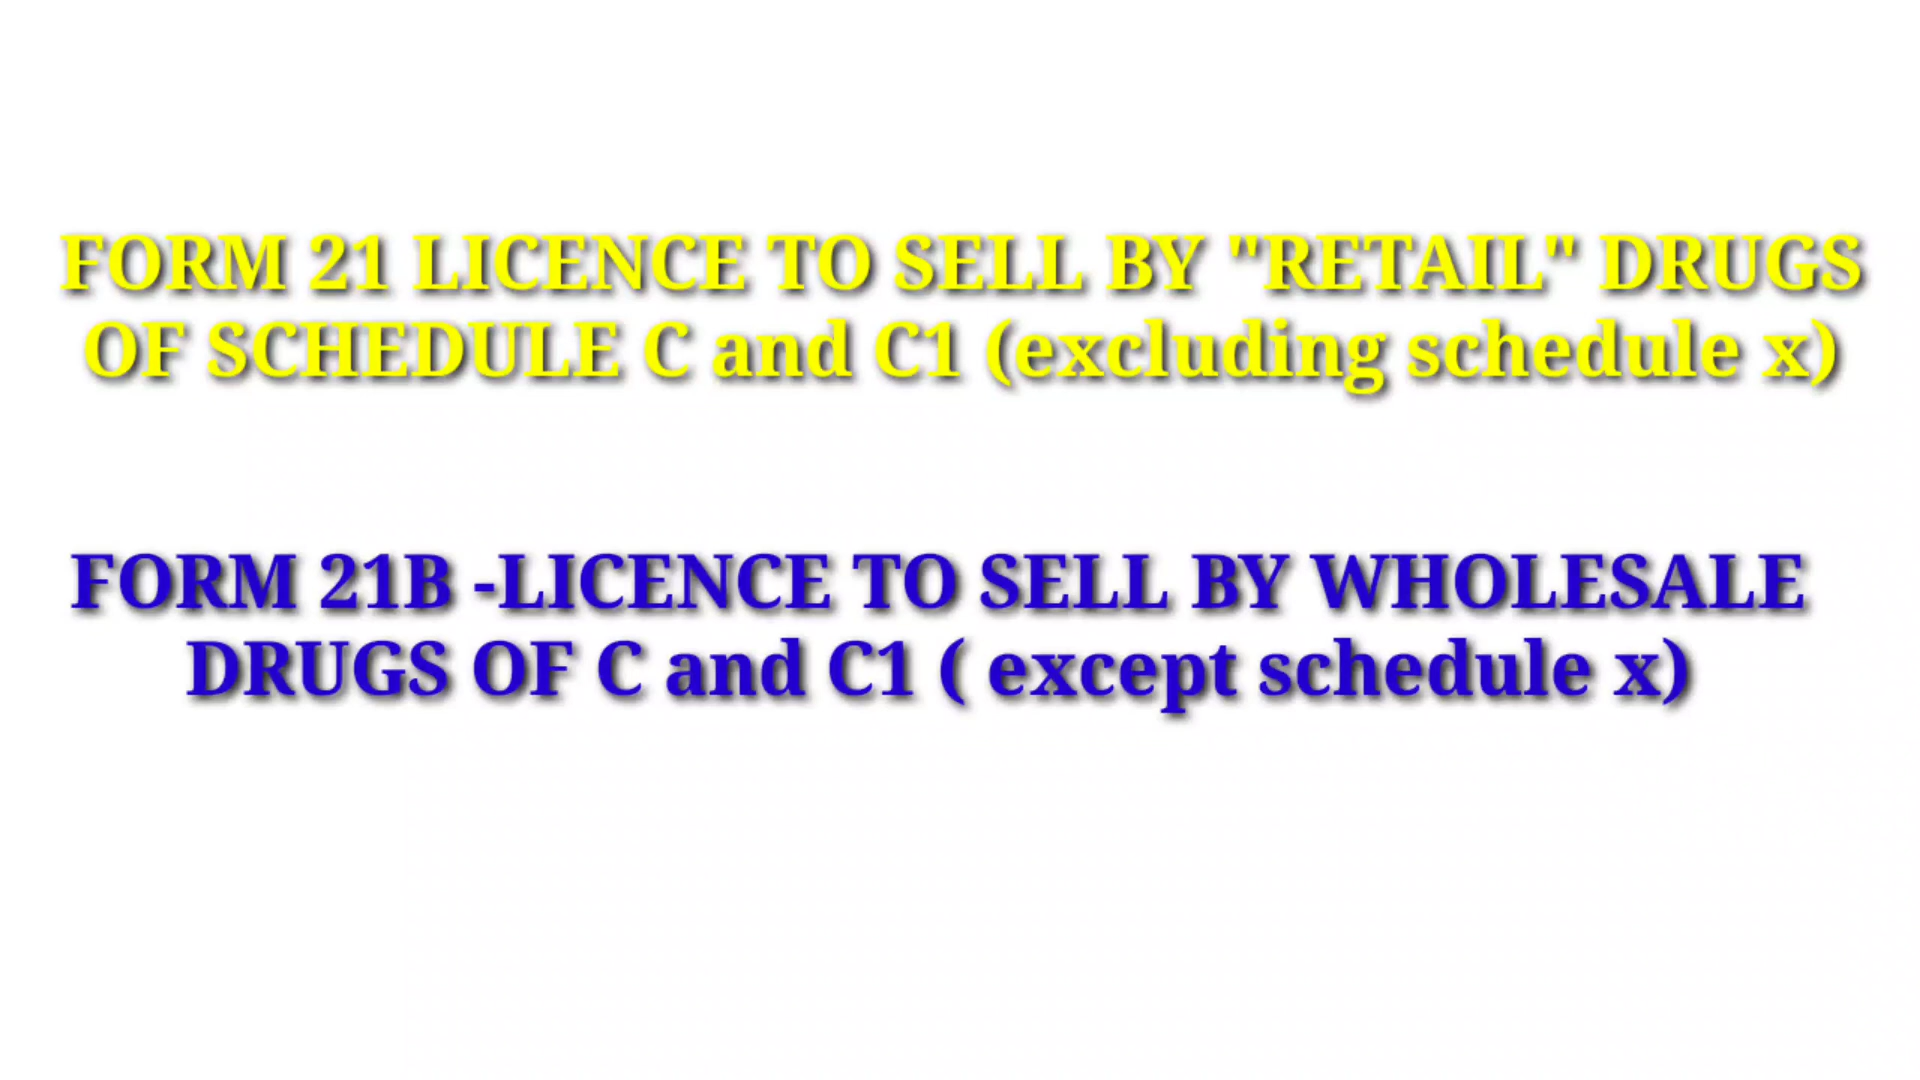 FORM 21 LICENCE TO SELL BY "RETAIL" DRUGS
OF SCHEDULE C and C1 (excluding schedule x)
FORM 21B -LICENCE TO SELL BY WHOLESALE
DRUGS OF C and C1 ( except schedule x)